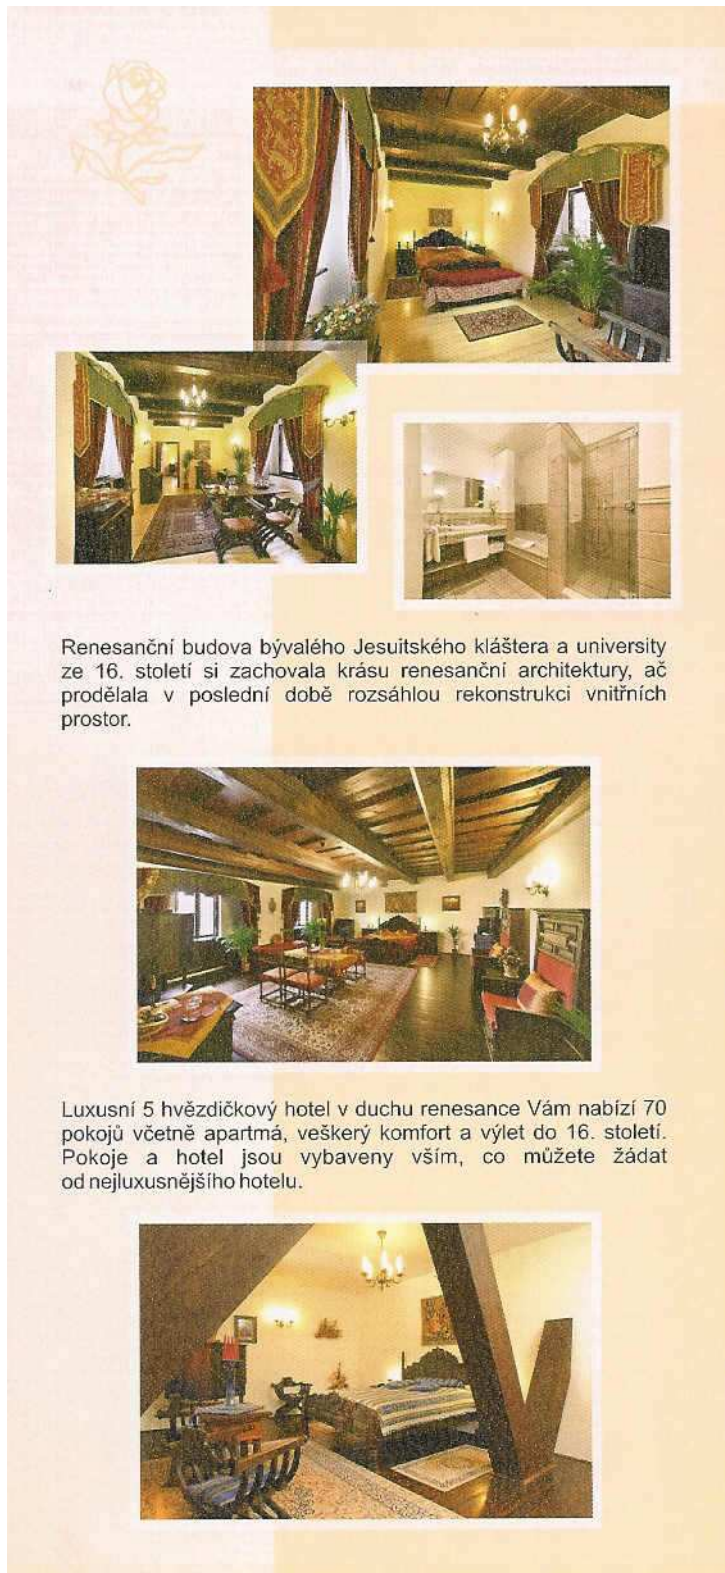 Renesanční budova bývalého Jesuitského kláštera a university
ze 16. století si zachovala krásu renesanční architektury, ač
prodělala v poslední době rozsáhlou rekonstrukci vnitřních
prostor.
Luxusní 5 hvězdičkový hotel v duchu renesance Vám nabízí 70
pokojů včetně apartmá, veškerý komfort a výlet do 16. století.
Pokoje a hotel jsou vybaveny vším, co můžete žádat
od nejluxusnějšího hotelu.